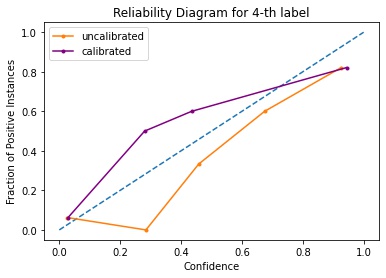 Reliability Diagram for 4-th label
uncalibrated
calibrated
Fraction of Positive Instances
1.0
0.8
0.6
0.4
0.2
0.0
0.0 0.2 0.4 0.6 0.8 1.0
Confidence